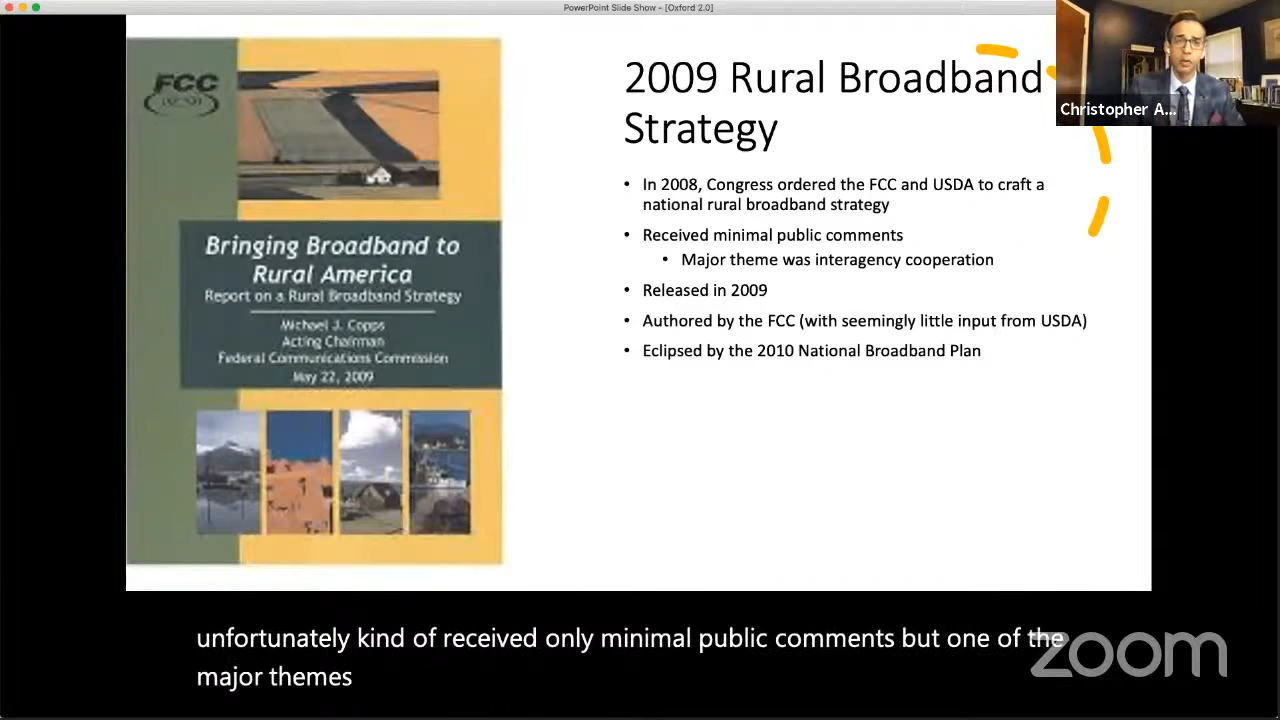 PowerPoint Slide Show - [Oxford 2.0]
FCC
Bringing Broadband to
Rural America
Report on a Rural Broadband Strategy
Michael J. Copps
Acting Chairman
Federal Communications Commission
May 22, 2009
2009 Rural Broadband
Strategy
• In 2008, Congress ordered the FCC and USDA to craft a
national rural broadband strategy
• Received minimal public comments
• Major theme was interagency cooperation
• Released in 2009
• Authored by the FCC (with seemingly little input from USDA)
• Eclipsed by the 2010 National Broadband Plan
Christopher A...
unfortunately kind of received only minimal public comments but one of the
major themes
zoom